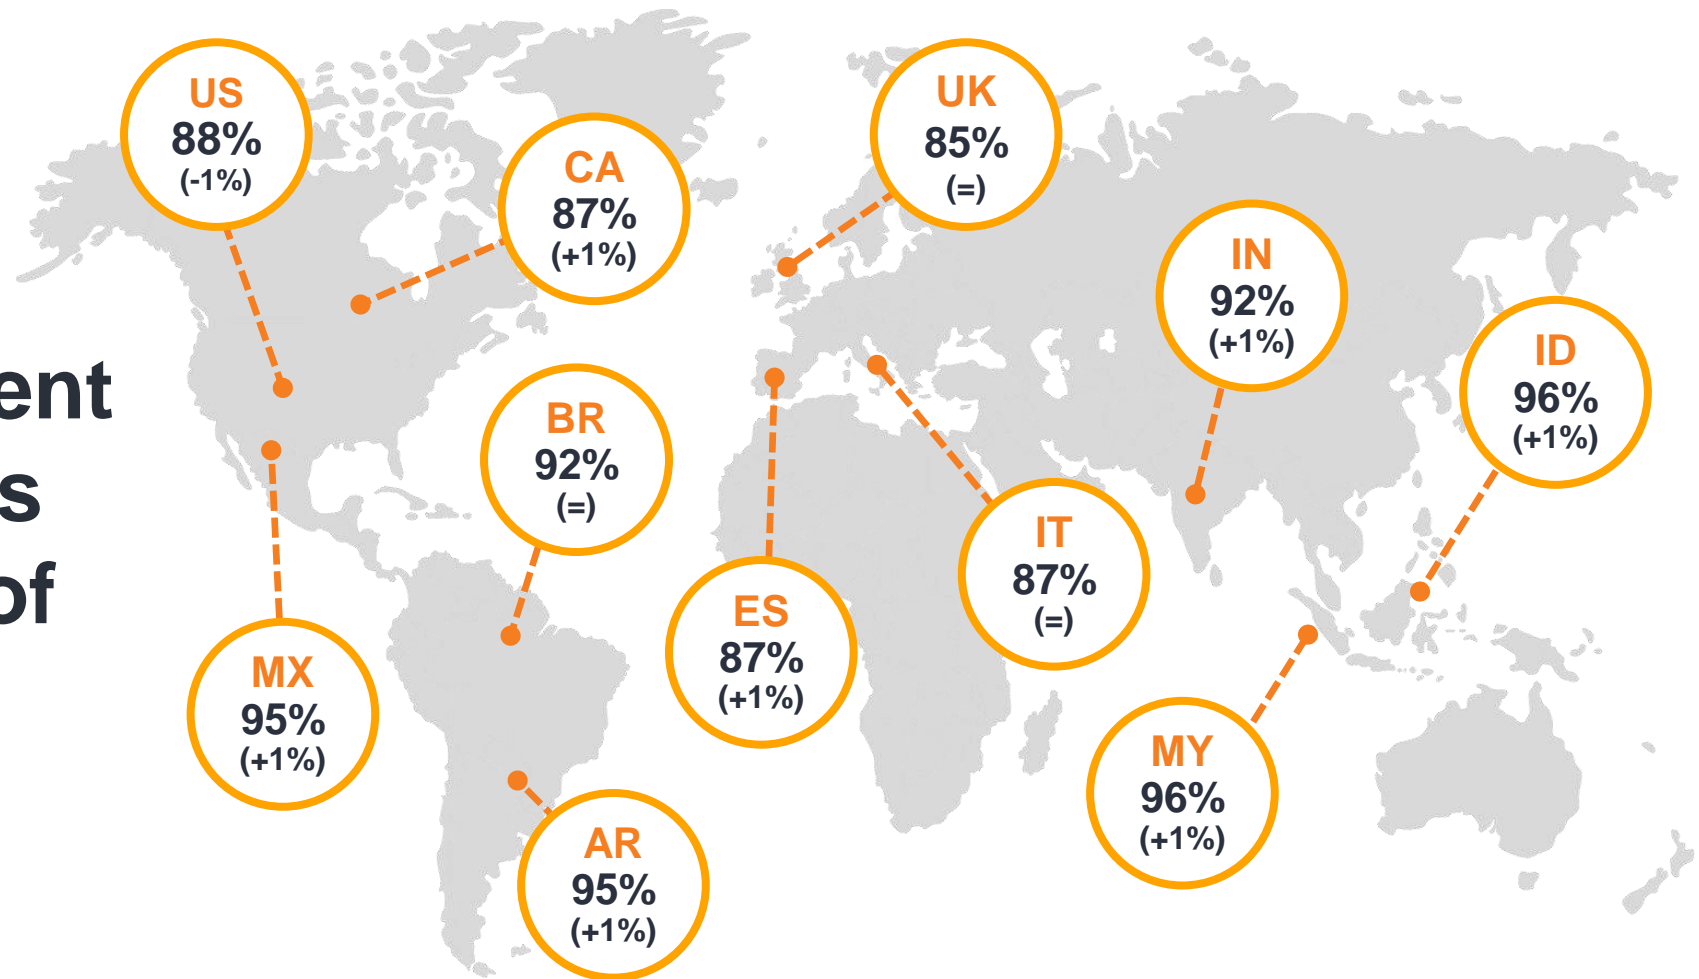 US
88%
(-1%)
CA
87%
(+1%)
UK
85%
(=)
IN
92%
(+1%)
ID
96%
(+1%)
BR
92%
(=)
IT
87%
(=)
ES
87%
(+1%)
MX
95%
(+1%)
MY
96%
(+1%)
AR
95%
(+1%)
of